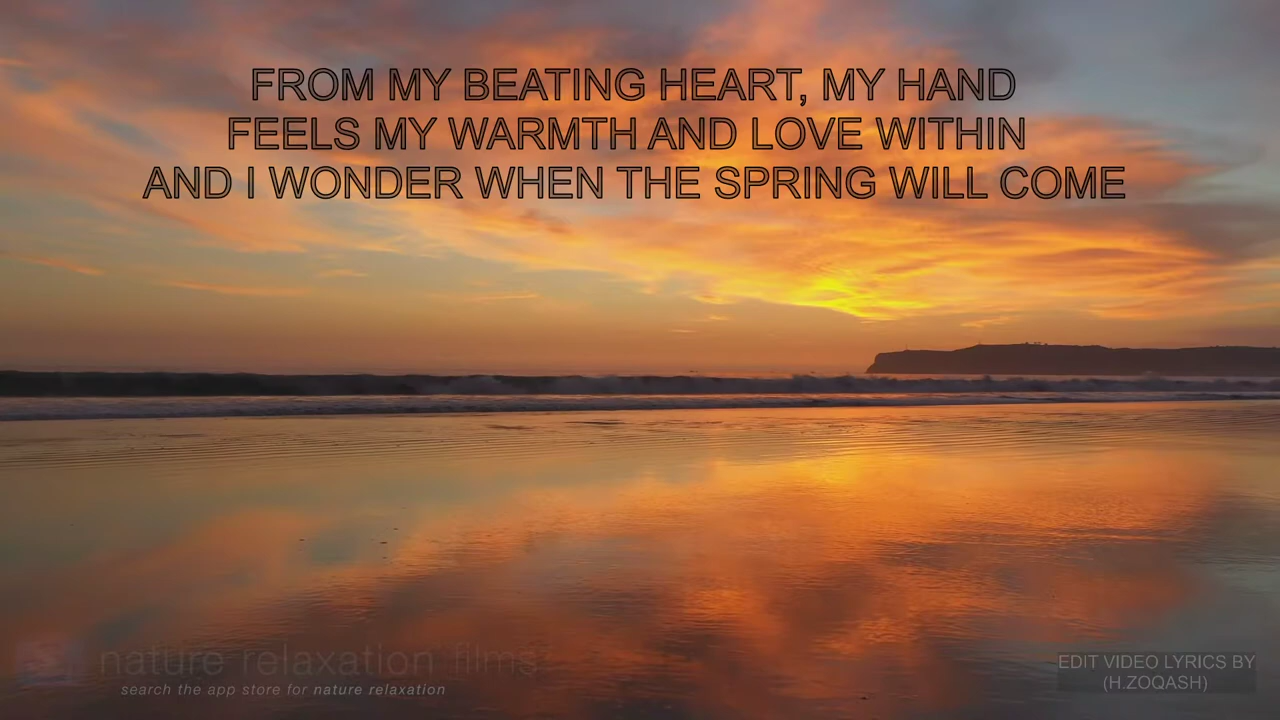 FROM MY BEATING HEART, MY HAND
FEELS MY WARMTH AND LOVE WITHIN
AND I WONDER WHEN THE SPRING WILL COME
nature relaxation films
search the app store for nature relaxation
EDIT VIDEO LYRICS BY
(H.ZOQASH)